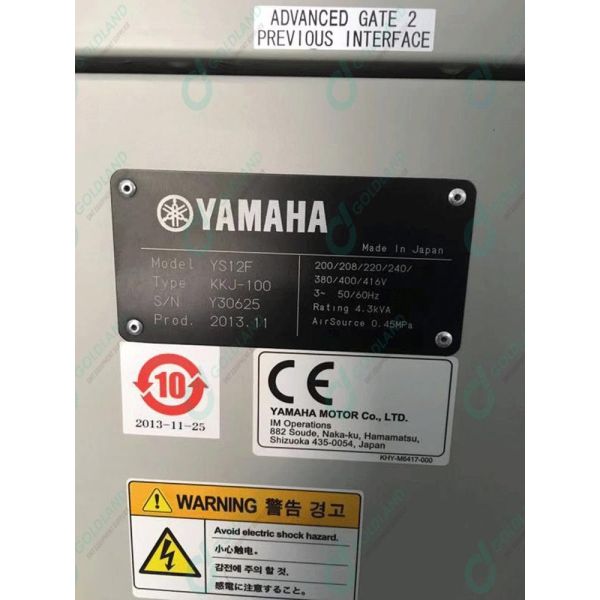 ADVANCED GATE 2
PREVIOUS INTERFACE
YAMAHA
Made In Japan
Model YS12F
Type KKJ-100
S/N Y30625
Prod. 2013.11
200/208/220/240/
380/400/416V
3~ 50/60Hz
Rating 4.3kVA
AirSource 0.45MPa
10
2013-11-25
CE
YAMAHA MOTOR Co., LTD.
IM Operations
882 Soude, Naka-ku, Hamamatsu,
Shizuoka 435-0054, Japan
KHY-M6417-000
WARNING 警告 경고
Avoid electric shock hazard.
小心触电。
감전에 주의 할 것.
感電に注意すること。
GOLDLAND